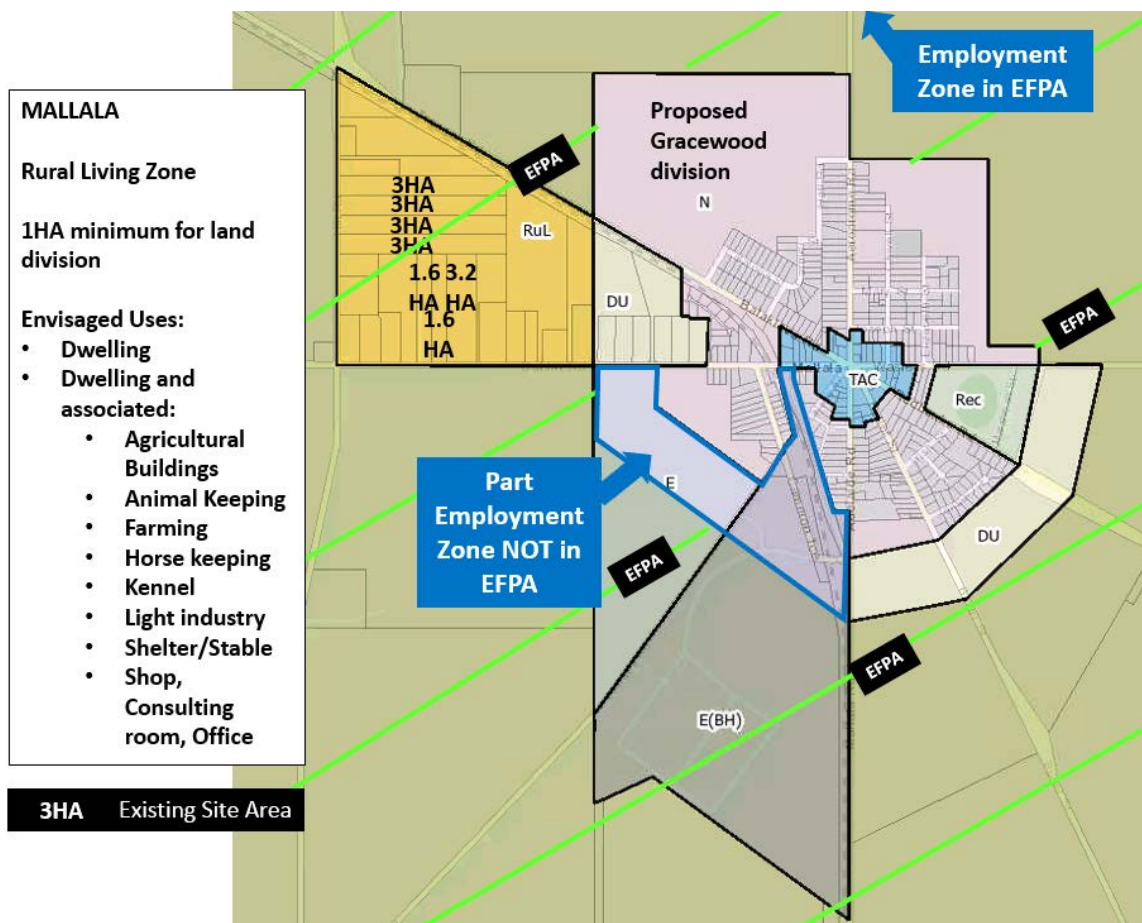 MALLALA
Rural Living Zone
1HA minimum for land
division
Envisaged Uses:
• Dwelling
• Dwelling and
associated:
• Agricultural
Buildings
• Animal Keeping
• Farming
• Horse keeping
• Kennel
• Light industry
• Shelter/Stable
• Shop,
Consulting
room, Office
3HA Existing Site Area
Employment
Zone in EFPA
Proposed
Gracewood
division
N
EFPA
3HA
3HA
3HA
3HA
RuL
1.6 3.2
HA HA
1.6
HA
DU
EFPA
TAC
Rec
Part
Employment
Zone NOT in
EFPA
E
DU
EFPA
EFPA
E(BH)